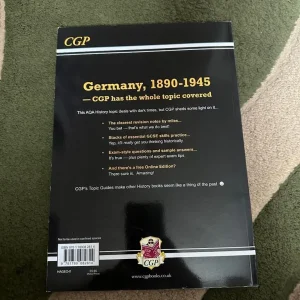 CGP
Germany, 1890-1945
— CGP has the whole topic covered
This AQA History topic deals with dark times, but CGP sheds some light on it...
• The clearest revision notes by miles...
You bet — that's what we do best!
• Stacks of essential GCSE skills practice...
Yep, it'll really get you thinking historically.
• Exam-style questions and sample answers...
It's true — plus plenty of expert exam tips.
• And there's a free Online Edition?
There sure is. Amazing!
CGP's Topic Guides make other History books seem like a thing of the past.
CGP
www.cgpbooks.co.uk